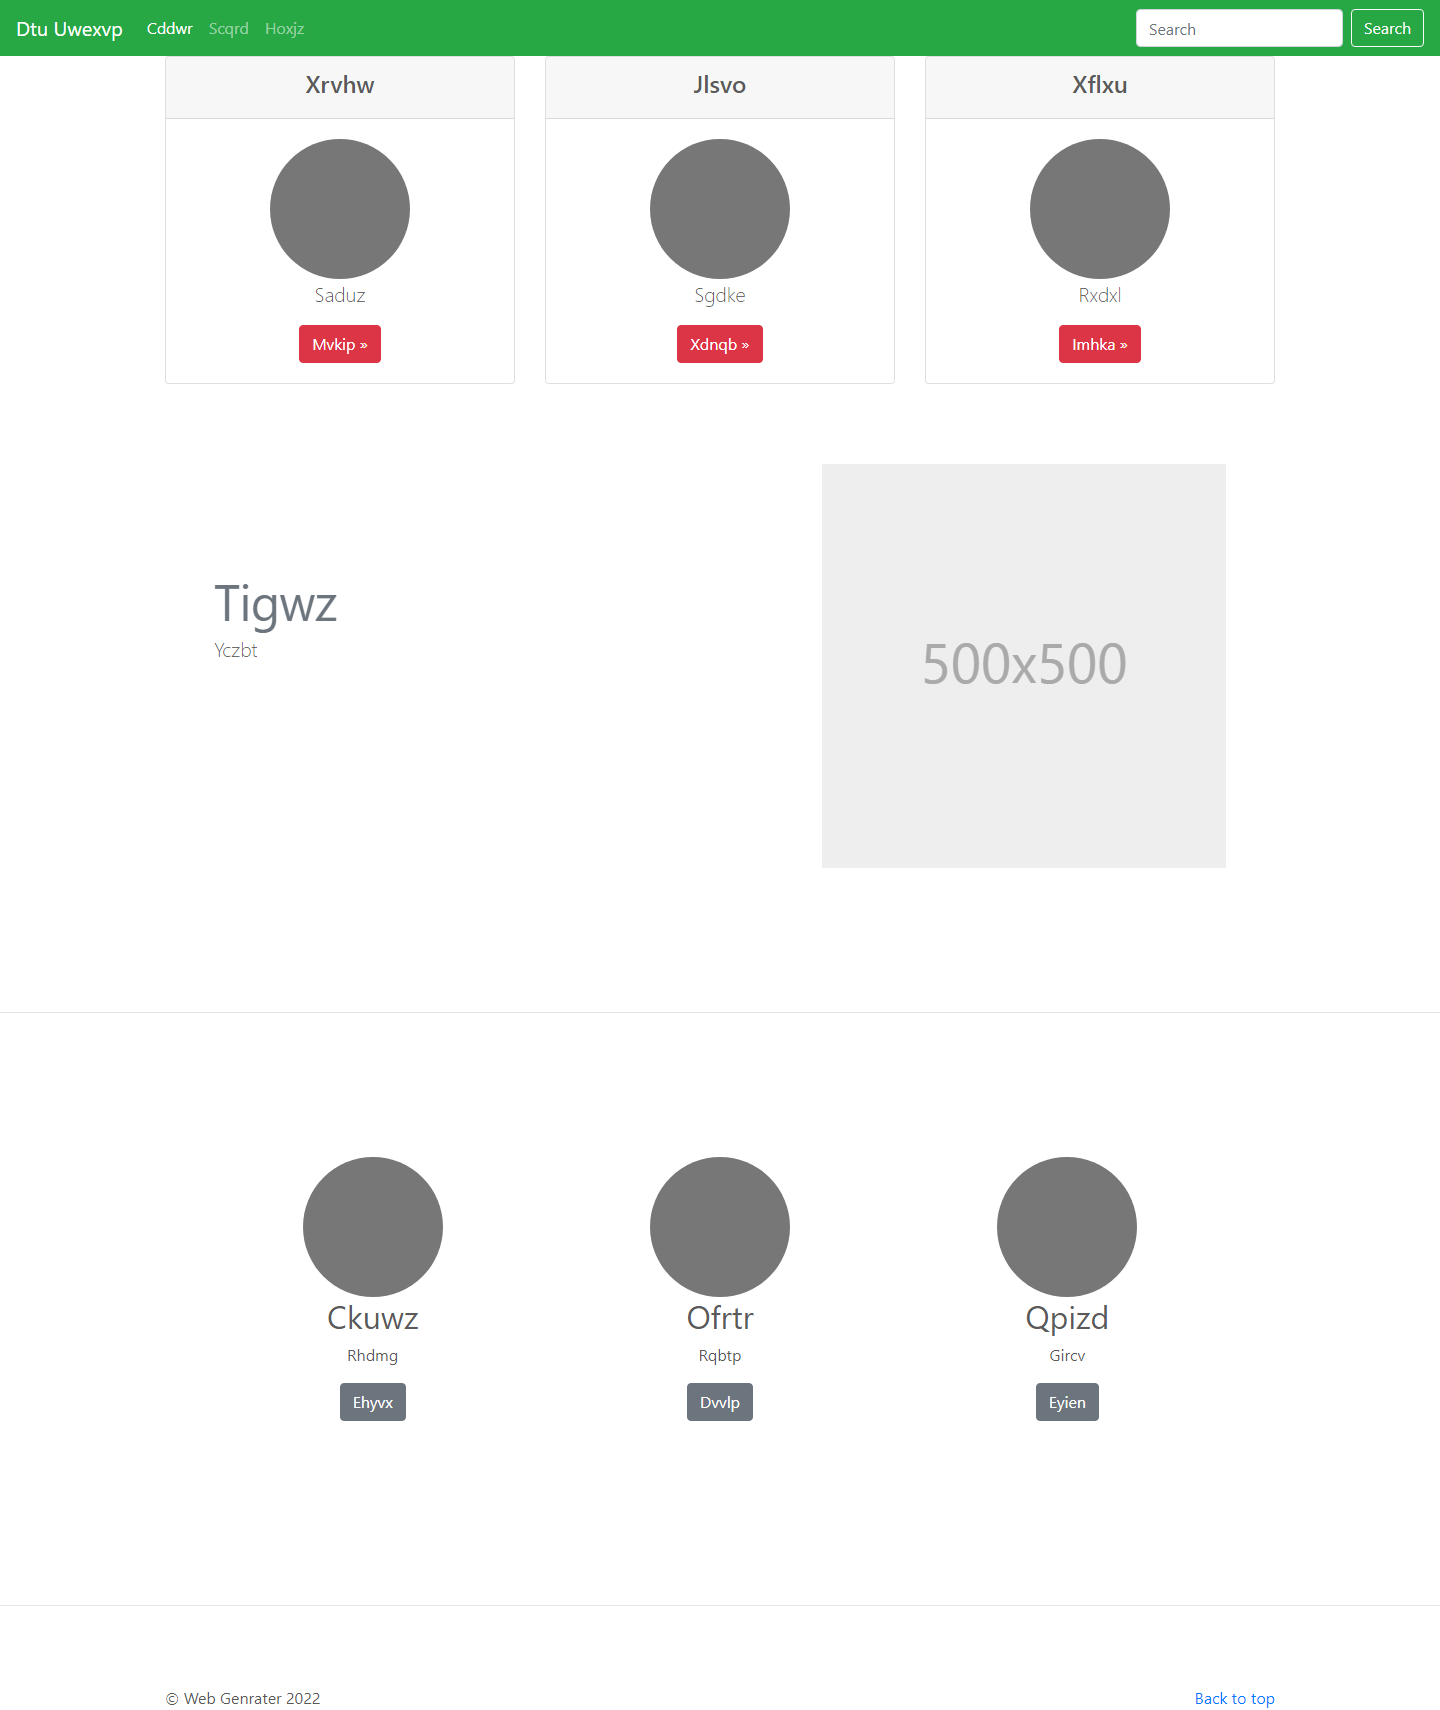 Dtu Uwexvp Cddwr Scqrd Hoxjz Search Search
Xrvhw Jlsvo Xflxu
Saduz Sgdke Rxdxl
Mvkip » Xdnqb » Imhka »
Tigwz
Yczbt
500x500
Ckuwz Ofrtr Qpizd
Rhdmg Rqbtp Gircv
Ehyvx Dvvlp Eyien
© Web Genrater 2022 Back to top